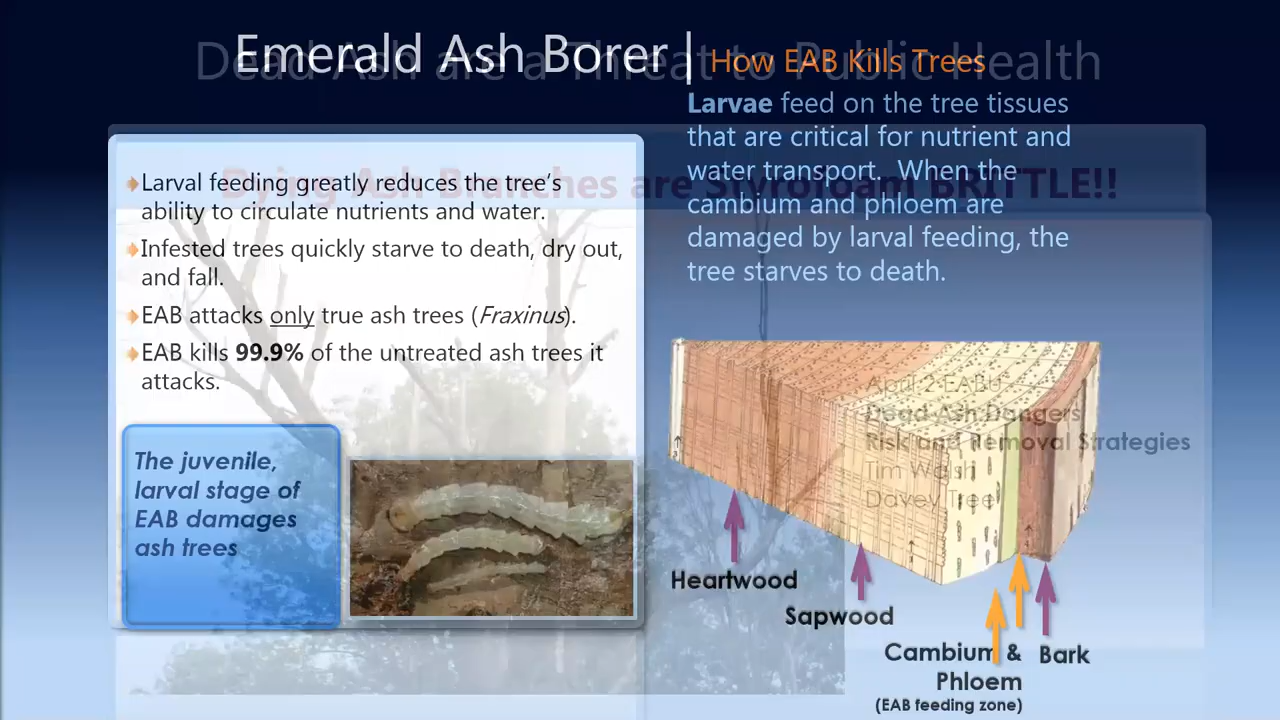 Emerald Ash Borer | How EAB Kills Trees
Dead Ash are a Threat to Public Health
Dying Ash Branches are Styrofoam BRITTLE!!
Larval feeding greatly reduces the tree's
ability to circulate nutrients and water.
Infested trees quickly starve to death, dry out,
and fall.
EAB attacks only true ash trees (Fraxinus).
EAB kills 99.9% of the untreated ash trees it
attacks.
The juvenile,
larval stage of
EAB damages
ash trees
Larvae feed on the tree tissues
that are critical for nutrient and
water transport. When the
cambium and phloem are
damaged by larval feeding, the
tree starves to death.
April 2 EABU
Dead Ash Dangers
Risk and Removal Strategies
Tim Walsh
Davey Tree
Heartwood
Sapwood
Cambium &
Phloem
(EAB feeding zone)
Bark